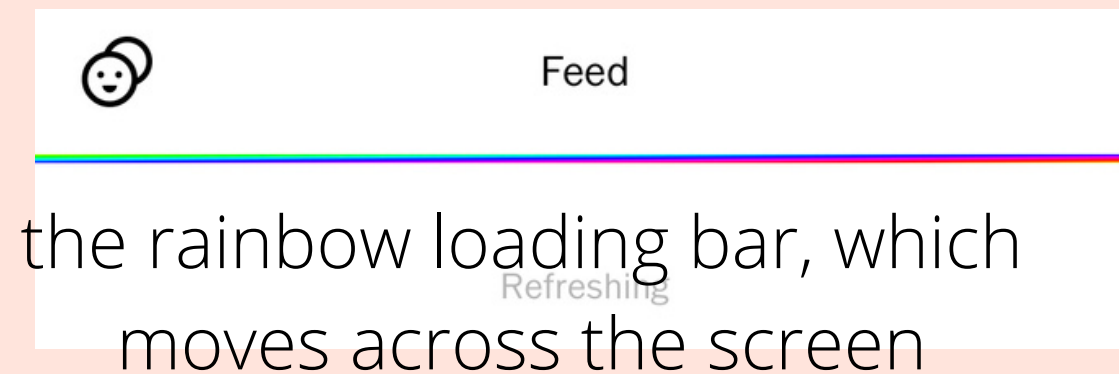 Feed
the rainbow loading bar, which
Refreshing
moves across the screen